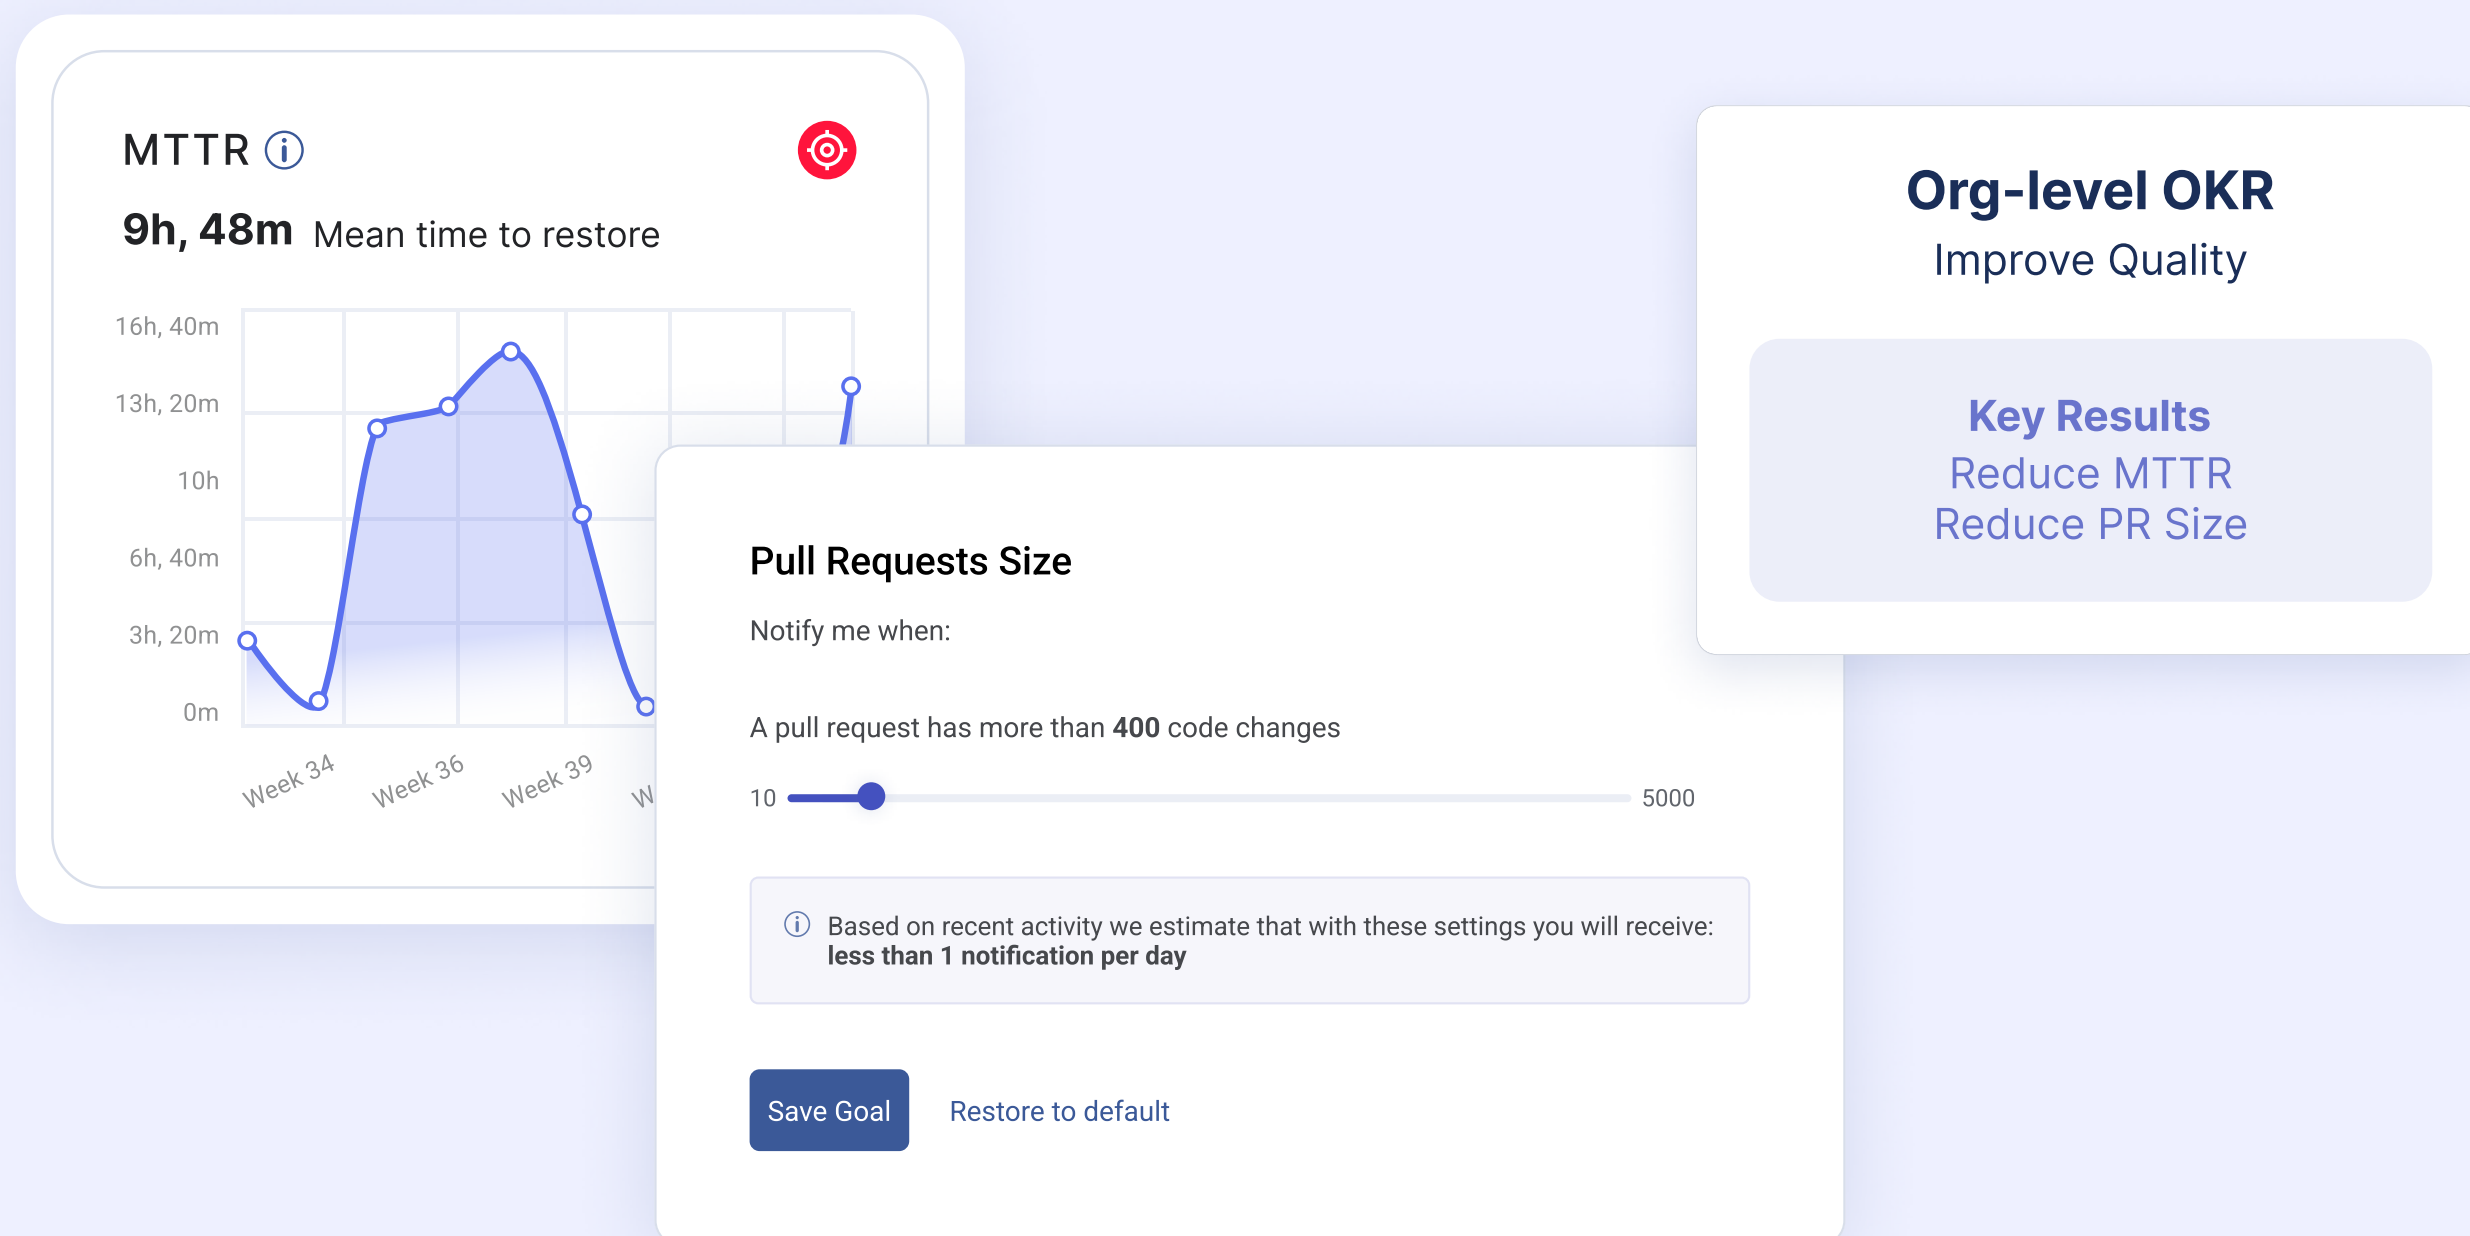 MTTR
9h, 48m Mean time to restore
16h, 40m
13h, 20m
10h
6h, 40m
3h, 20m
0m
Week 34
Week 36
Week 39
Pull Requests Size
Notify me when:
A pull request has more than 400 code changes
10
5000
Based on recent activity we estimate that with these settings you will receive:
less than 1 notification per day
Save Goal
Restore to default
Org-level OKR
Improve Quality
Key Results
Reduce MTTR
Reduce PR Size